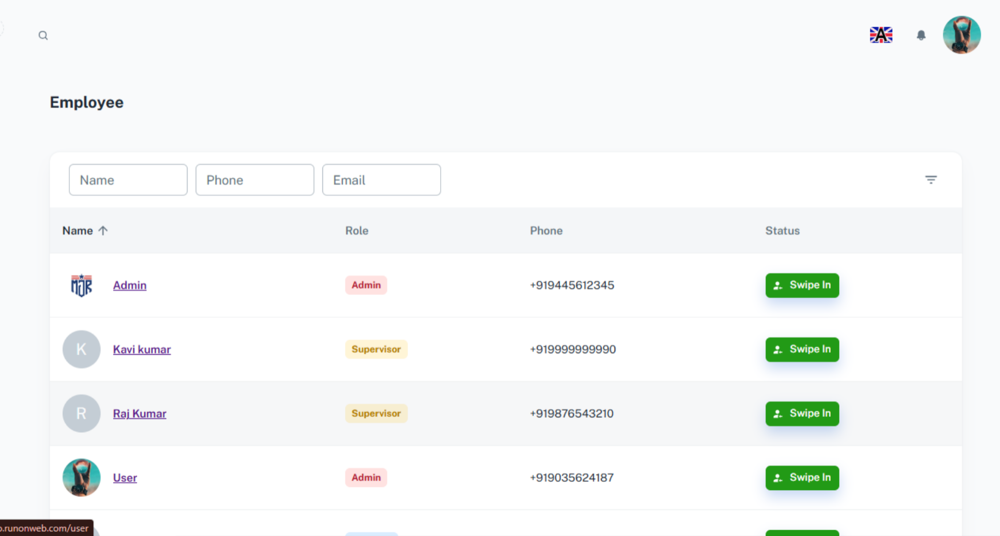 A
Employee
Name Phone Email
Name Role Phone Status
MJR Admin Admin +919445612345 Swipe In
K Kavi kumar Supervisor +919999999990 Swipe In
R Raj Kumar Supervisor +919876543210 Swipe In
User Admin +919035624187 Swipe In
.runonweb.com/user